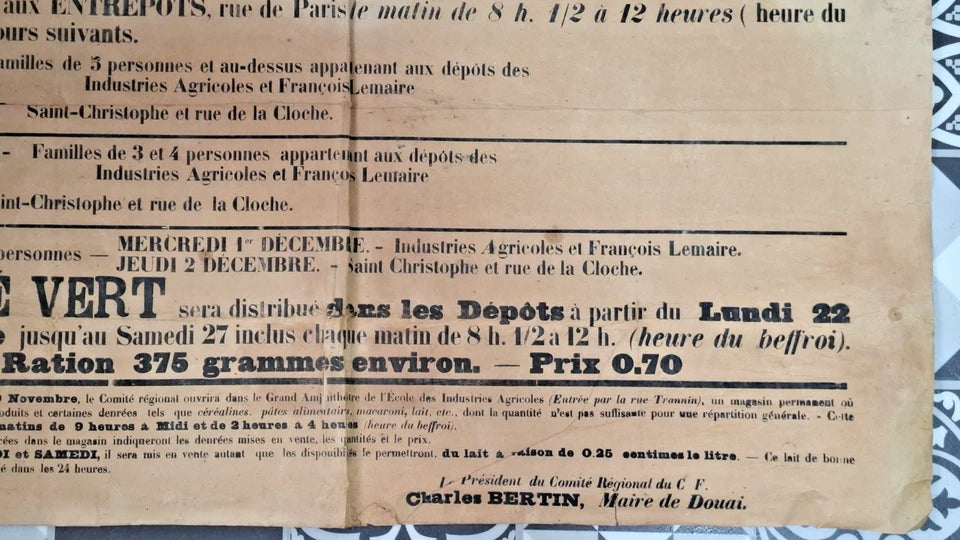 aux ENTREPOTS, rue de Paris le matin de 8 h. 1/2 à 12 heures ( heure du
ours suivants.
amilles de 5 personnes et au-dessus appatenant aux dépôts des
Industries Agricoles et François Lemaire
Saint-Christophe et rue de la Cloche.
- Familles de 3 et 4 personnes appartenant aux dépôts des
Industries Agricoles et Franços Lemaire
int-Christophe et rue de la Cloche.
personnes — MERCREDI 1er DÉCEMBRE. - Industries Agricoles et François Lemaire.
JEUDI 2 DÉCEMBRE. - Saint Christophe et rue de la Cloche.
É VERT sera distribué dans les Dépôts à partir du Lundi 22
e jusqu'au Samedi 27 inclus chaque matin de 8 h. 1/2 à 12 h. (heure du beffroi).
Ration 375 grammes environ. — Prix 0.70
Novembre, le Comité régional ouvrira dans le Grand Amphithétre de l'École des Industries Agricoles (Entrée par la rue Trannin), un magasin permanent où
oduits et certaines denrées tels que céréalines. pâtes alimentairs, macaroni, lait, etc., dont la quantité n'est pas suffisante pour une répartition générale. - Cette
matins de 9 heures à Midi et de 2 heures à 4 heures (heure du beffroi).
cées dans le magasin indiqueront les denrées mises en vente, les quantités et le prix.
DI et SAMEDI, il sera mis en vente autant que les disponibilés le permettront, du lait à raison de 0.25 centimes le litre. — Ce lait de bonne
é dans les 24 heures.
Président du Comité Régional du C F.
Charles BERTIN, Maire de Douai.